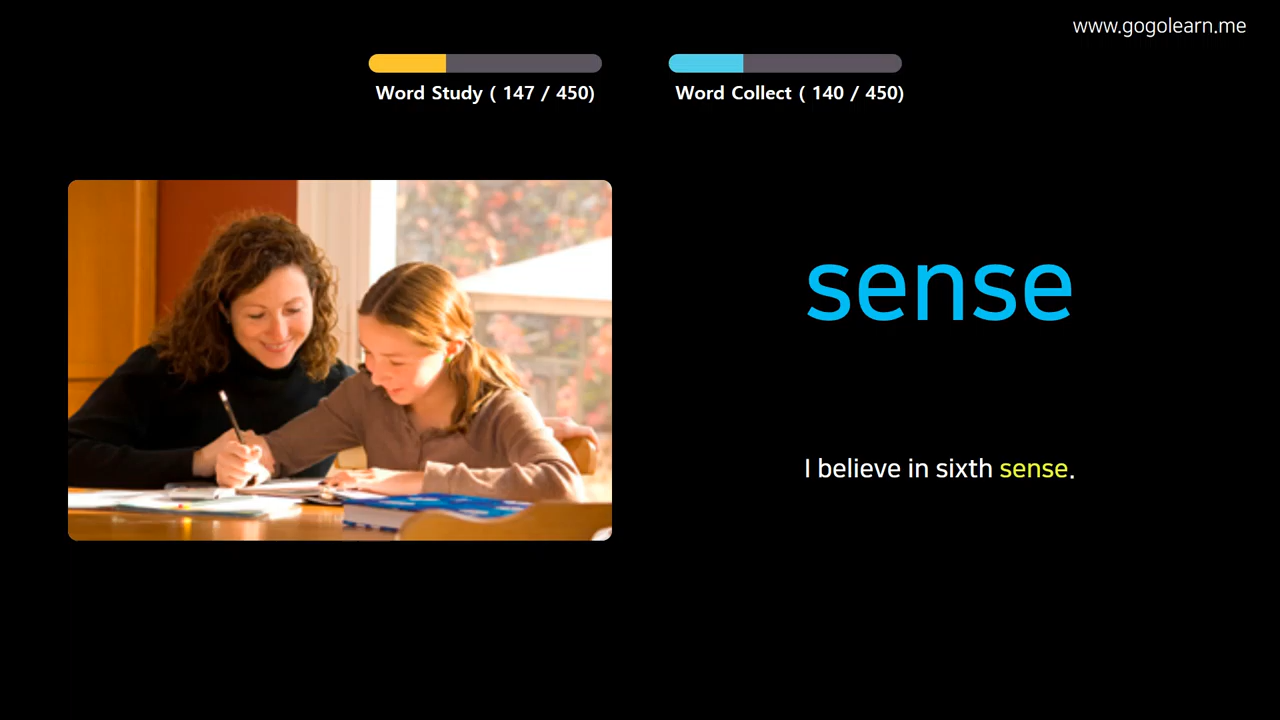 www.gogolearn.me
Word Study ( 147 / 450)
Word Collect ( 140 / 450)
sense
I believe in sixth sense.